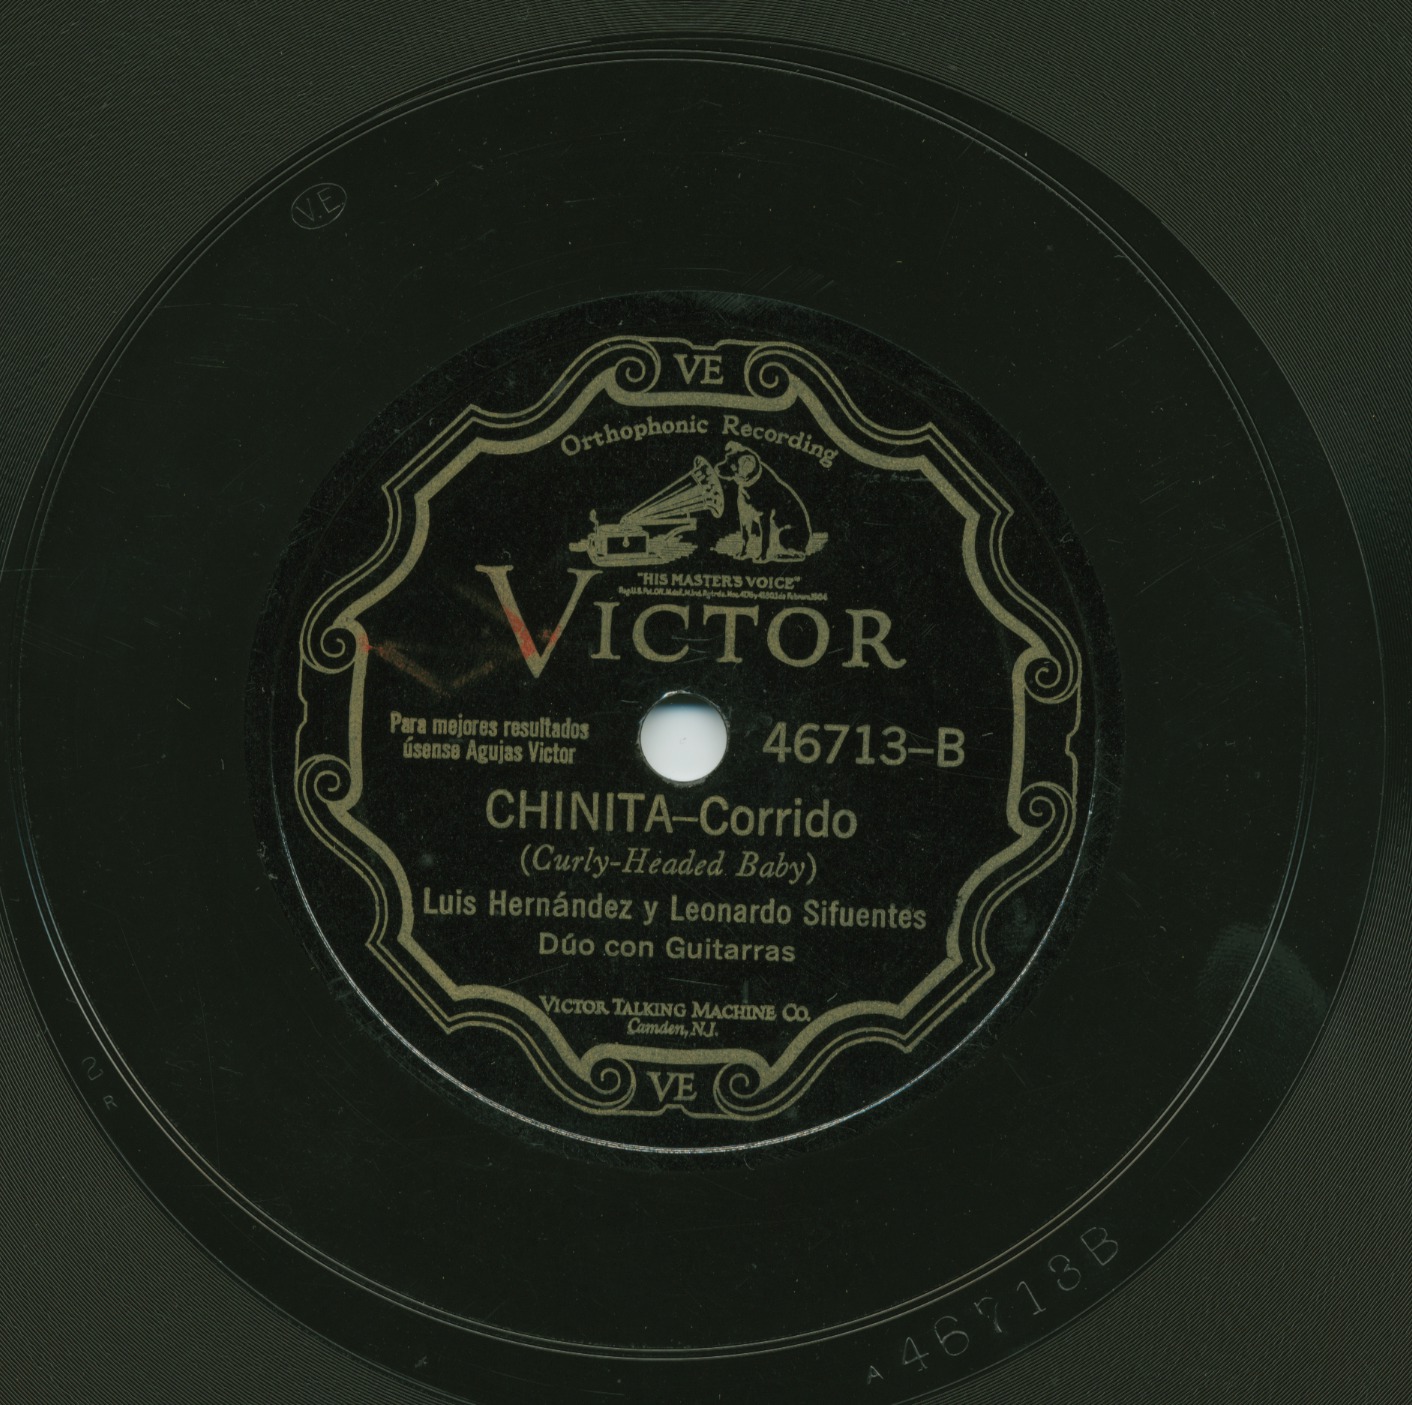 V.E
VE
Orthophonic Recording
"HIS MASTER'S VOICE"
VICTOR
Para mejores resultados
úsense Agujas Victor
46713-B
CHINITA-Corrido
(Curly-Headed Baby)
Luis Hernández y Leonardo Sifuentes
Dúo con Guitarras
VICTOR TALKING MACHINE CO.
Camden, N.J.
VE
2 R
A 46713B